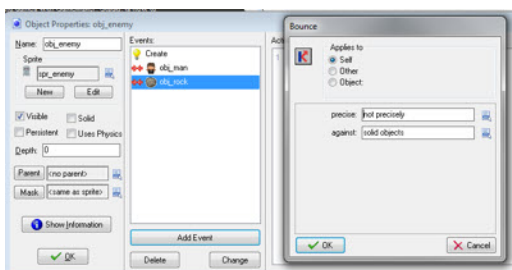 Object Properties: obj_enemy
Name: obj_enemy
Sprite
spr_enemy
New Edit
Visible Solid
Persistent Uses Physics
Depth: 0
Parent <no parent>
Mask <same as sprite>
Show Information
OK
Events:
Create
obj_man
obj_rock
Add Event
Delete Change
Bounce
Applies to
Self
Other
Object:
precise: not precisely
against: solid objects
OK Cancel